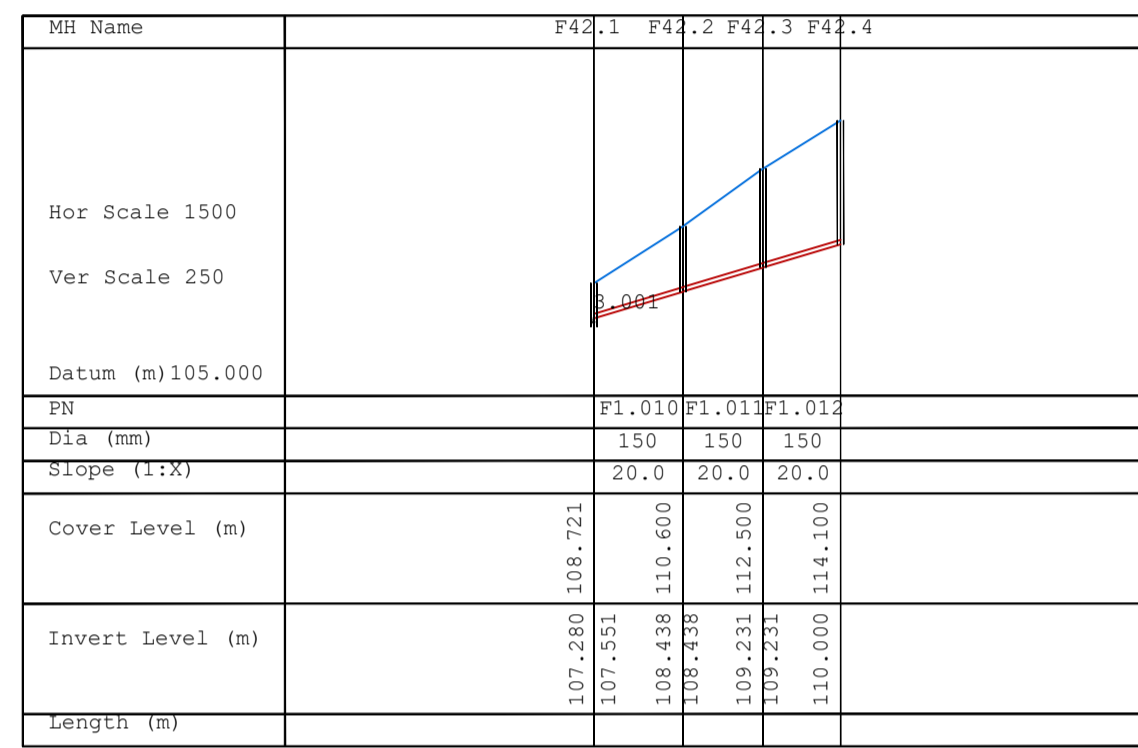 MH Name F42.1 F42.2 F42.3 F42.4
Hor Scale 1500
Ver Scale 250
3.001
Datum (m)105.000
PN F1.010 F1.011 F1.012
Dia (mm) 150 150 150
Slope (1:X) 20.0 20.0 20.0
Cover Level (m) 108.721 110.600 112.500 114.100
Invert Level (m) 107.280 107.551 108.438 108.438 109.231 109.231 110.000
Length (m)